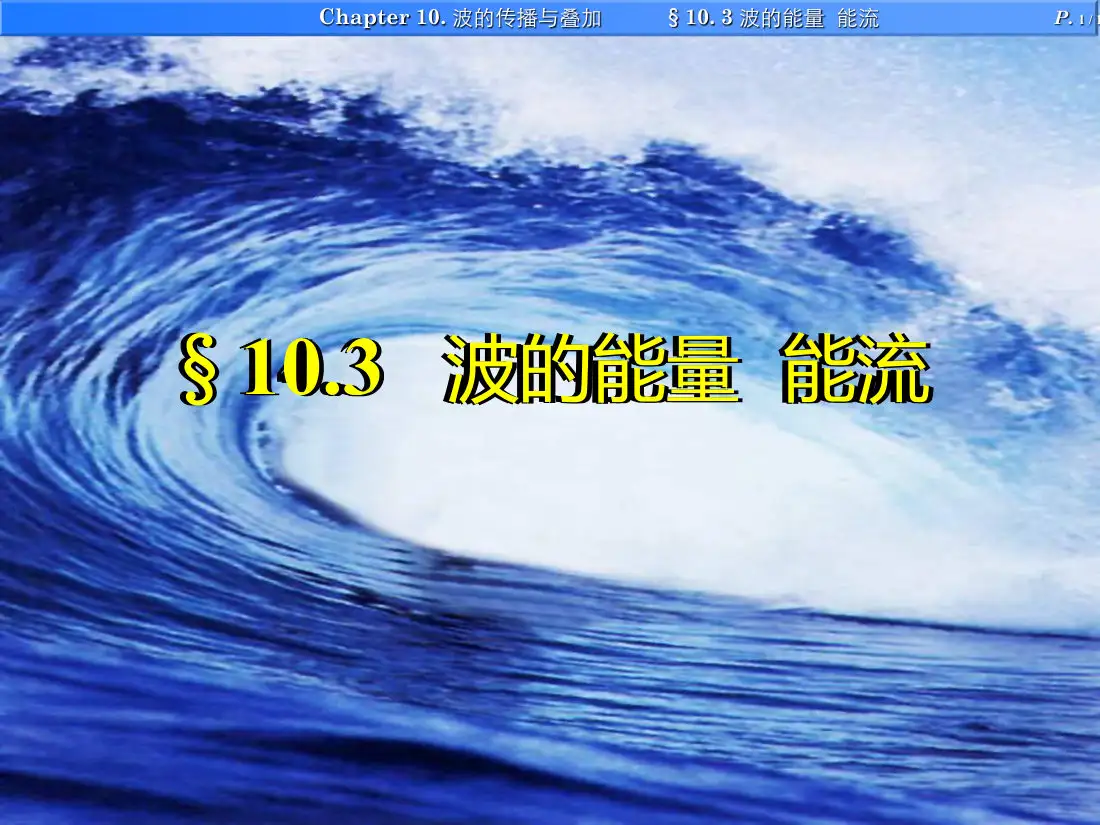 Chapter 10. 波的传播与叠加 §10. 3 波的能量 能流 P. 1 /
§10.3 波的能量 能流